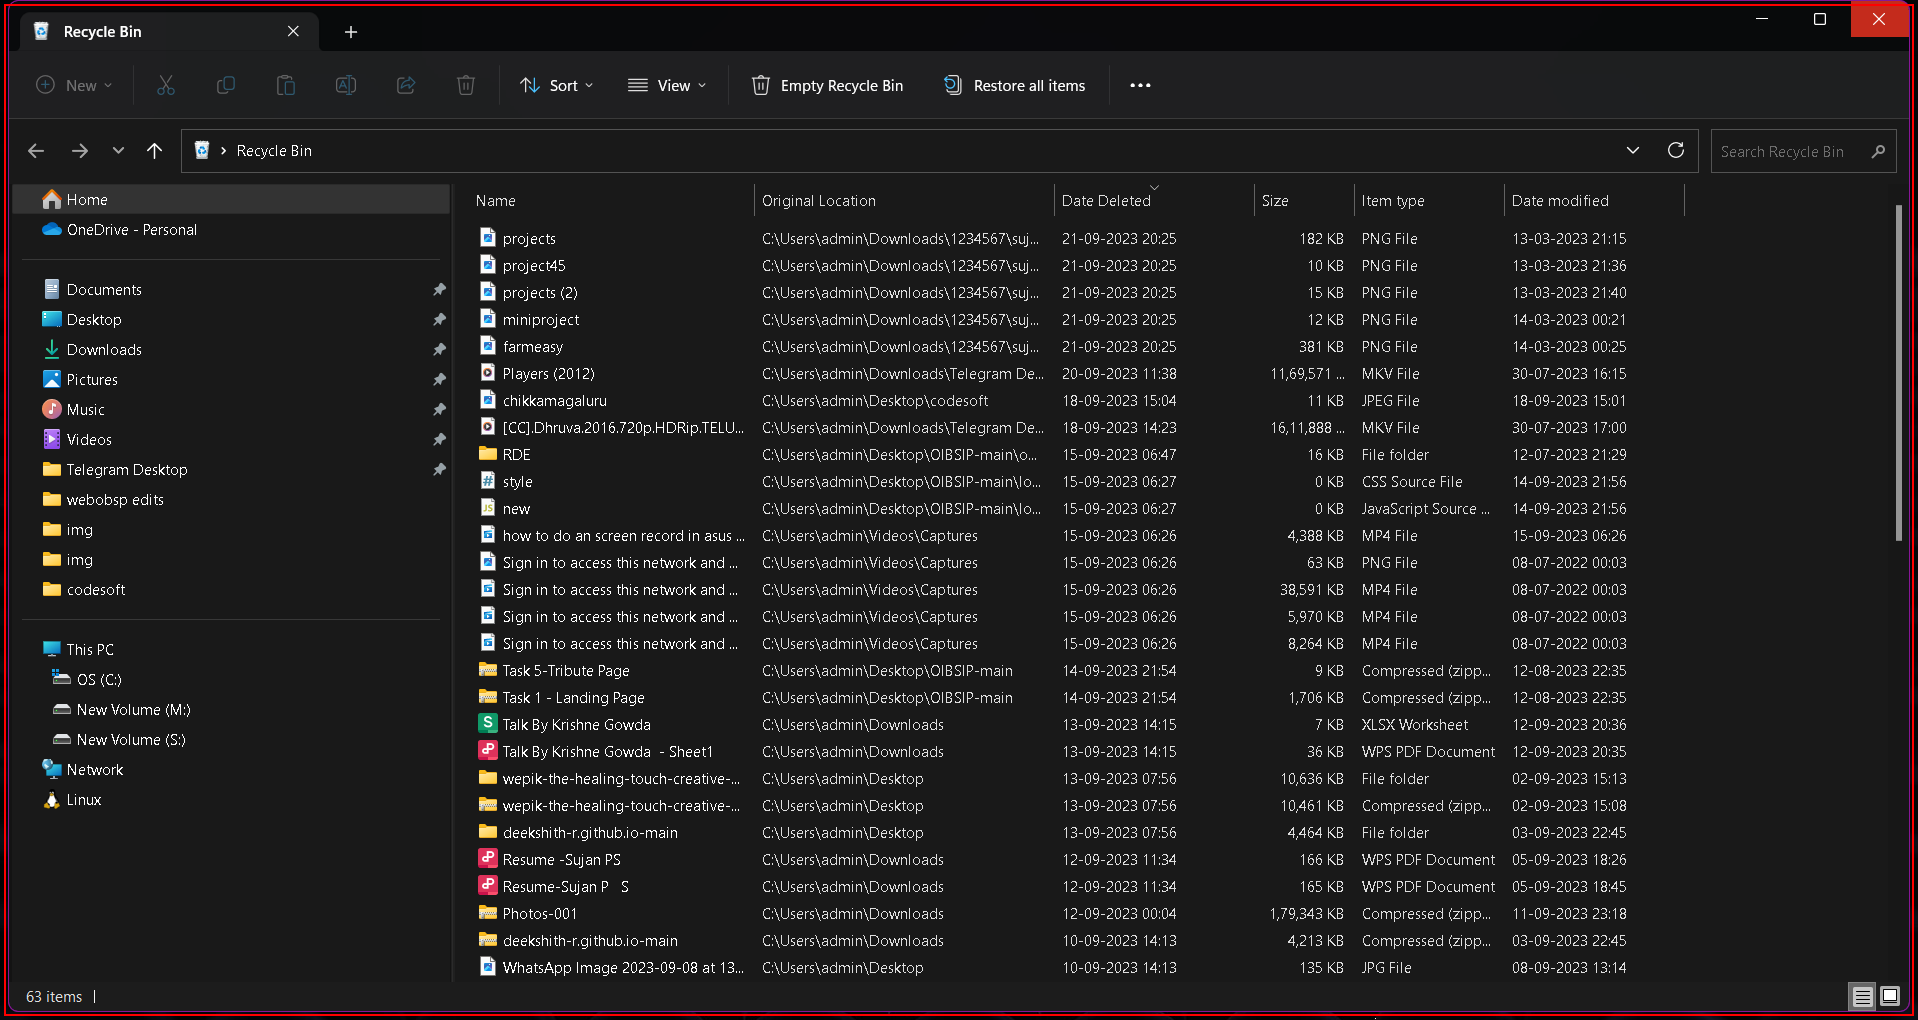 Recycle Bin
New
Sort
View
Empty Recycle Bin
Restore all items
Recycle Bin
Search Recycle Bin
Home
OneDrive - Personal
Documents
Desktop
Downloads
Pictures
Music
Videos
Telegram Desktop
webobsp edits
img
img
codesoft
This PC
OS (C:)
New Volume (M:)
New Volume (S:)
Network
Linux
Name Original Location Date Deleted Size Item type Date modified
projects C:\Users\admin\Downloads\1234567\suj... 21-09-2023 20:25 182 KB PNG File 13-03-2023 21:15
project45 C:\Users\admin\Downloads\1234567\suj... 21-09-2023 20:25 10 KB PNG File 13-03-2023 21:36
projects (2) C:\Users\admin\Downloads\1234567\suj... 21-09-2023 20:25 15 KB PNG File 13-03-2023 21:40
miniproject C:\Users\admin\Downloads\1234567\suj... 21-09-2023 20:25 12 KB PNG File 14-03-2023 00:21
farmeasy C:\Users\admin\Downloads\1234567\suj... 21-09-2023 20:25 381 KB PNG File 14-03-2023 00:25
Players (2012) C:\Users\admin\Downloads\Telegram De... 20-09-2023 11:38 11,69,571 ... MKV File 30-07-2023 16:15
chikkamagaluru C:\Users\admin\Desktop\codesoft 18-09-2023 15:04 11 KB JPEG File 18-09-2023 15:01
[CC].Dhruva.2016.720p.HDRip.TELU... C:\Users\admin\Downloads\Telegram De... 18-09-2023 14:23 16,11,888 ... MKV File 30-07-2023 17:00
RDE C:\Users\admin\Desktop\OIBSIP-main\o... 15-09-2023 06:47 16 KB File folder 12-07-2023 21:29
style C:\Users\admin\Desktop\OIBSIP-main\lo... 15-09-2023 06:27 0 KB CSS Source File 14-09-2023 21:56
new C:\Users\admin\Desktop\OIBSIP-main\lo... 15-09-2023 06:27 0 KB JavaScript Source ... 14-09-2023 21:56
how to do an screen record in asus ... C:\Users\admin\Videos\Captures 15-09-2023 06:26 4,388 KB MP4 File 15-09-2023 06:26
Sign in to access this network and ... C:\Users\admin\Videos\Captures 15-09-2023 06:26 63 KB PNG File 08-07-2022 00:03
Sign in to access this network and ... C:\Users\admin\Videos\Captures 15-09-2023 06:26 38,591 KB MP4 File 08-07-2022 00:03
Sign in to access this network and ... C:\Users\admin\Videos\Captures 15-09-2023 06:26 5,970 KB MP4 File 08-07-2022 00:03
Sign in to access this network and ... C:\Users\admin\Videos\Captures 15-09-2023 06:26 8,264 KB MP4 File 08-07-2022 00:03
Task 5-Tribute Page C:\Users\admin\Desktop\OIBSIP-main 14-09-2023 21:54 9 KB Compressed (zipp... 12-08-2023 22:35
Task 1 - Landing Page C:\Users\admin\Desktop\OIBSIP-main 14-09-2023 21:54 1,706 KB Compressed (zipp... 12-08-2023 22:35
Talk By Krishne Gowda C:\Users\admin\Downloads 13-09-2023 14:15 7 KB XLSX Worksheet 12-09-2023 20:36
Talk By Krishne Gowda - Sheet1 C:\Users\admin\Downloads 13-09-2023 14:15 36 KB WPS PDF Document 12-09-2023 20:35
wepik-the-healing-touch-creative-... C:\Users\admin\Desktop 13-09-2023 07:56 10,636 KB File folder 02-09-2023 15:13
wepik-the-healing-touch-creative-... C:\Users\admin\Desktop 13-09-2023 07:56 10,461 KB Compressed (zipp... 02-09-2023 15:08
deekshith-r.github.io-main C:\Users\admin\Desktop 13-09-2023 07:56 4,464 KB File folder 03-09-2023 22:45
Resume -Sujan PS C:\Users\admin\Downloads 12-09-2023 11:34 166 KB WPS PDF Document 05-09-2023 18:26
Resume-Sujan P S C:\Users\admin\Downloads 12-09-2023 11:34 165 KB WPS PDF Document 05-09-2023 18:45
Photos-001 C:\Users\admin\Downloads 12-09-2023 00:04 1,79,343 KB Compressed (zipp... 11-09-2023 23:18
deekshith-r.github.io-main C:\Users\admin\Downloads 10-09-2023 14:13 4,213 KB Compressed (zipp... 03-09-2023 22:45
WhatsApp Image 2023-09-08 at 13... C:\Users\admin\Desktop 10-09-2023 14:13 135 KB JPG File 08-09-2023 13:14
63 items